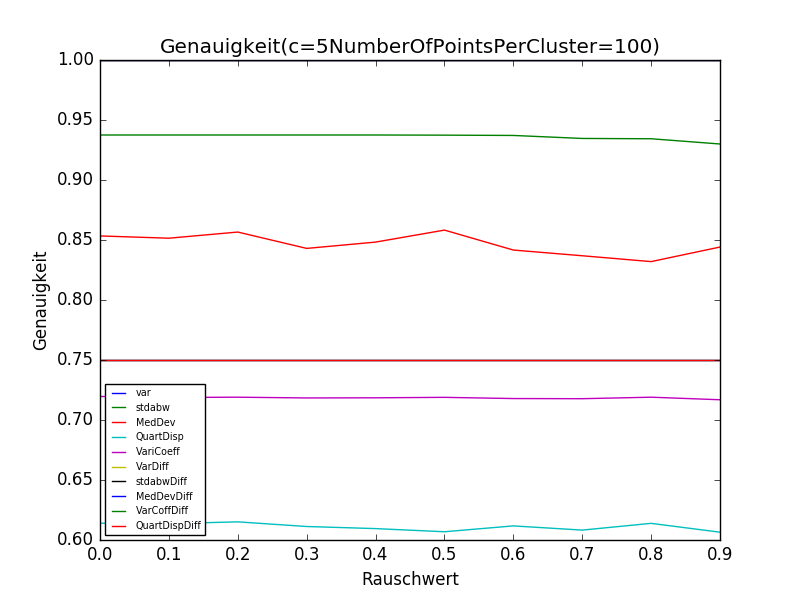 Genauigkeit(c=5NumberOfPointsPerCluster=100)
1.00
0.95
0.90
0.85
0.80
0.75
0.70
0.65
0.60
Genauigkeit
var
stdabw
MedDev
QuartDisp
VariCoeff
VarDiff
stdabwDiff
MedDevDiff
VarCoffDiff
QuartDispDiff
0.0 0.1 0.2 0.3 0.4 0.5 0.6 0.7 0.8 0.9
Rauschwert